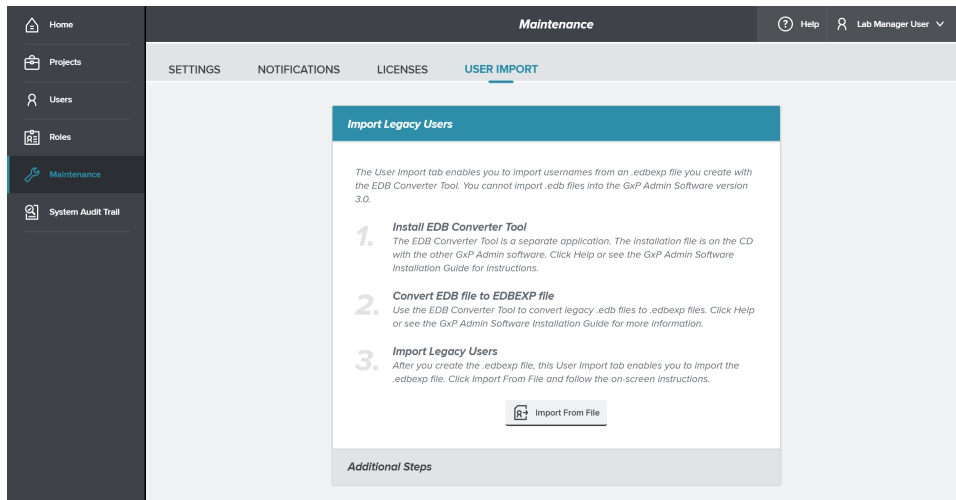 Home
Maintenance
Help
Lab Manager User
Projects
Users
Roles
Maintenance
System Audit Trail
SETTINGS
NOTIFICATIONS
LICENSES
USER IMPORT
Import Legacy Users
The User Import tab enables you to import usernames from an .edbexp file you create with
the EDB Converter Tool. You cannot import .edb files into the GxP Admin Software version
3.0.
1. Install EDB Converter Tool
The EDB Converter Tool is a separate application. The installation file is on the CD
with the other GxP Admin software. Click Help or see the GxP Admin Software
Installation Guide for instructions.
2. Convert EDB file to EDBEXP file
Use the EDB Converter Tool to convert legacy .edb files to .edbexp files. Click Help
or see the GxP Admin Software Installation Guide for more information.
3. Import Legacy Users
After you create the .edbexp file, this User Import tab enables you to import the
.edbexp file. Click Import From File and follow the on-screen instructions.
Import From File
Additional Steps